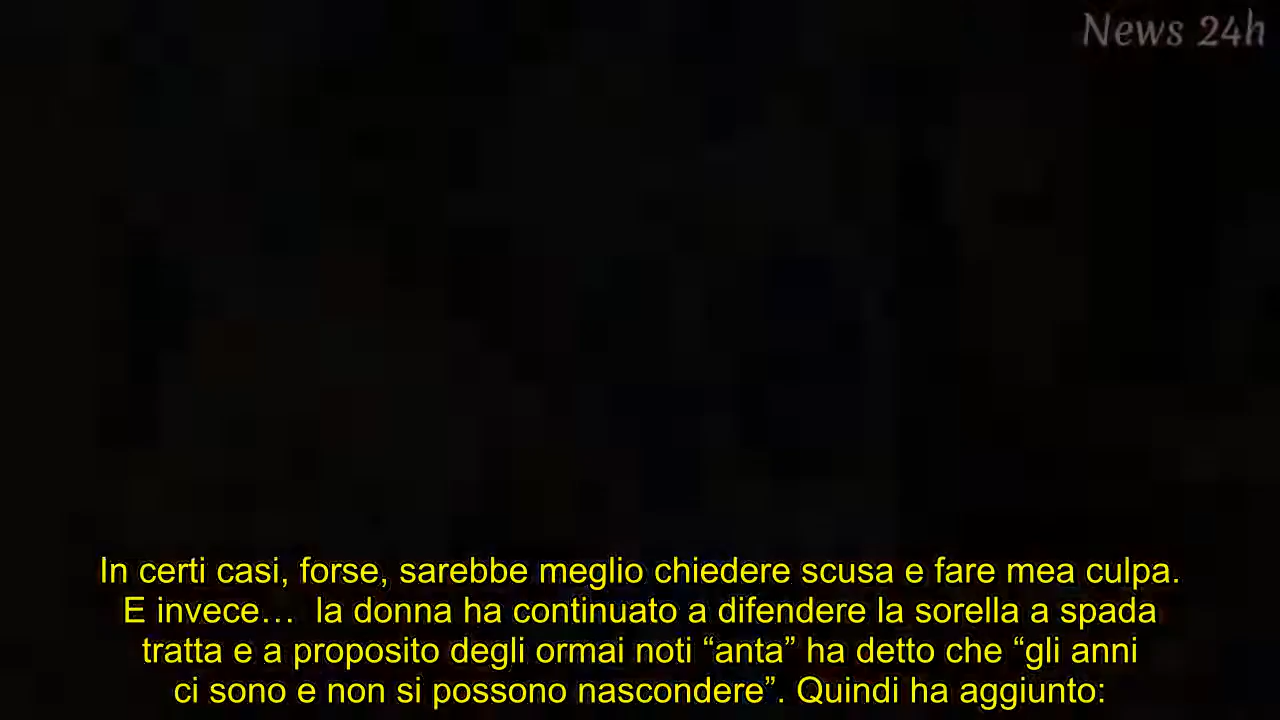 News 24h
In certi casi, forse, sarebbe meglio chiedere scusa e fare mea culpa.
E invece…  la donna ha continuato a difendere la sorella a spada
tratta e a proposito degli ormai noti “anta” ha detto che “gli anni
ci sono e non si possono nascondere”. Quindi ha aggiunto: